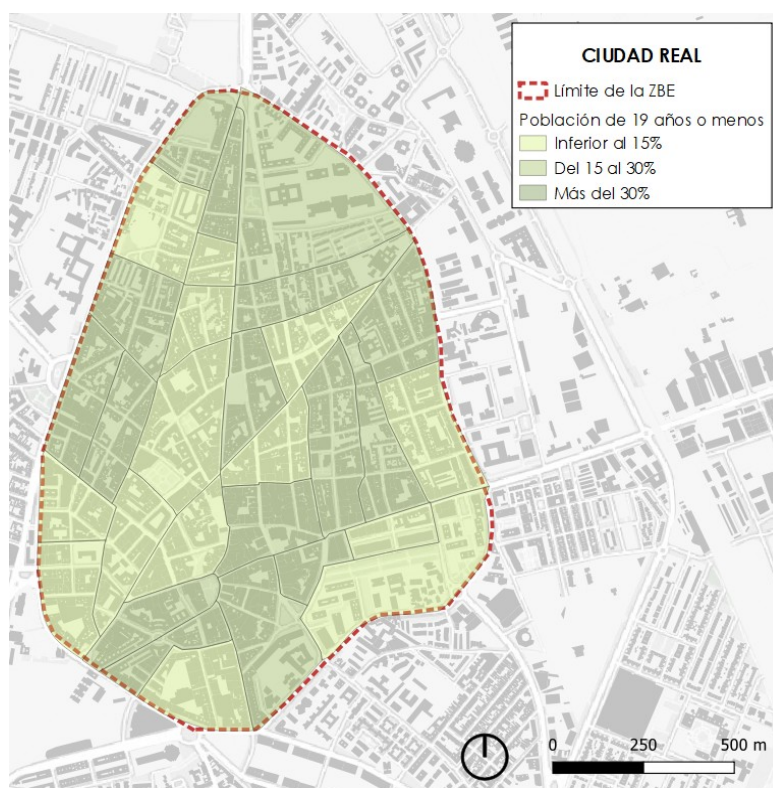 CIUDAD REAL
Límite de la ZBE
Población de 19 años o menos
Inferior al 15%
Del 15 al 30%
Más del 30%
0 250 500 m